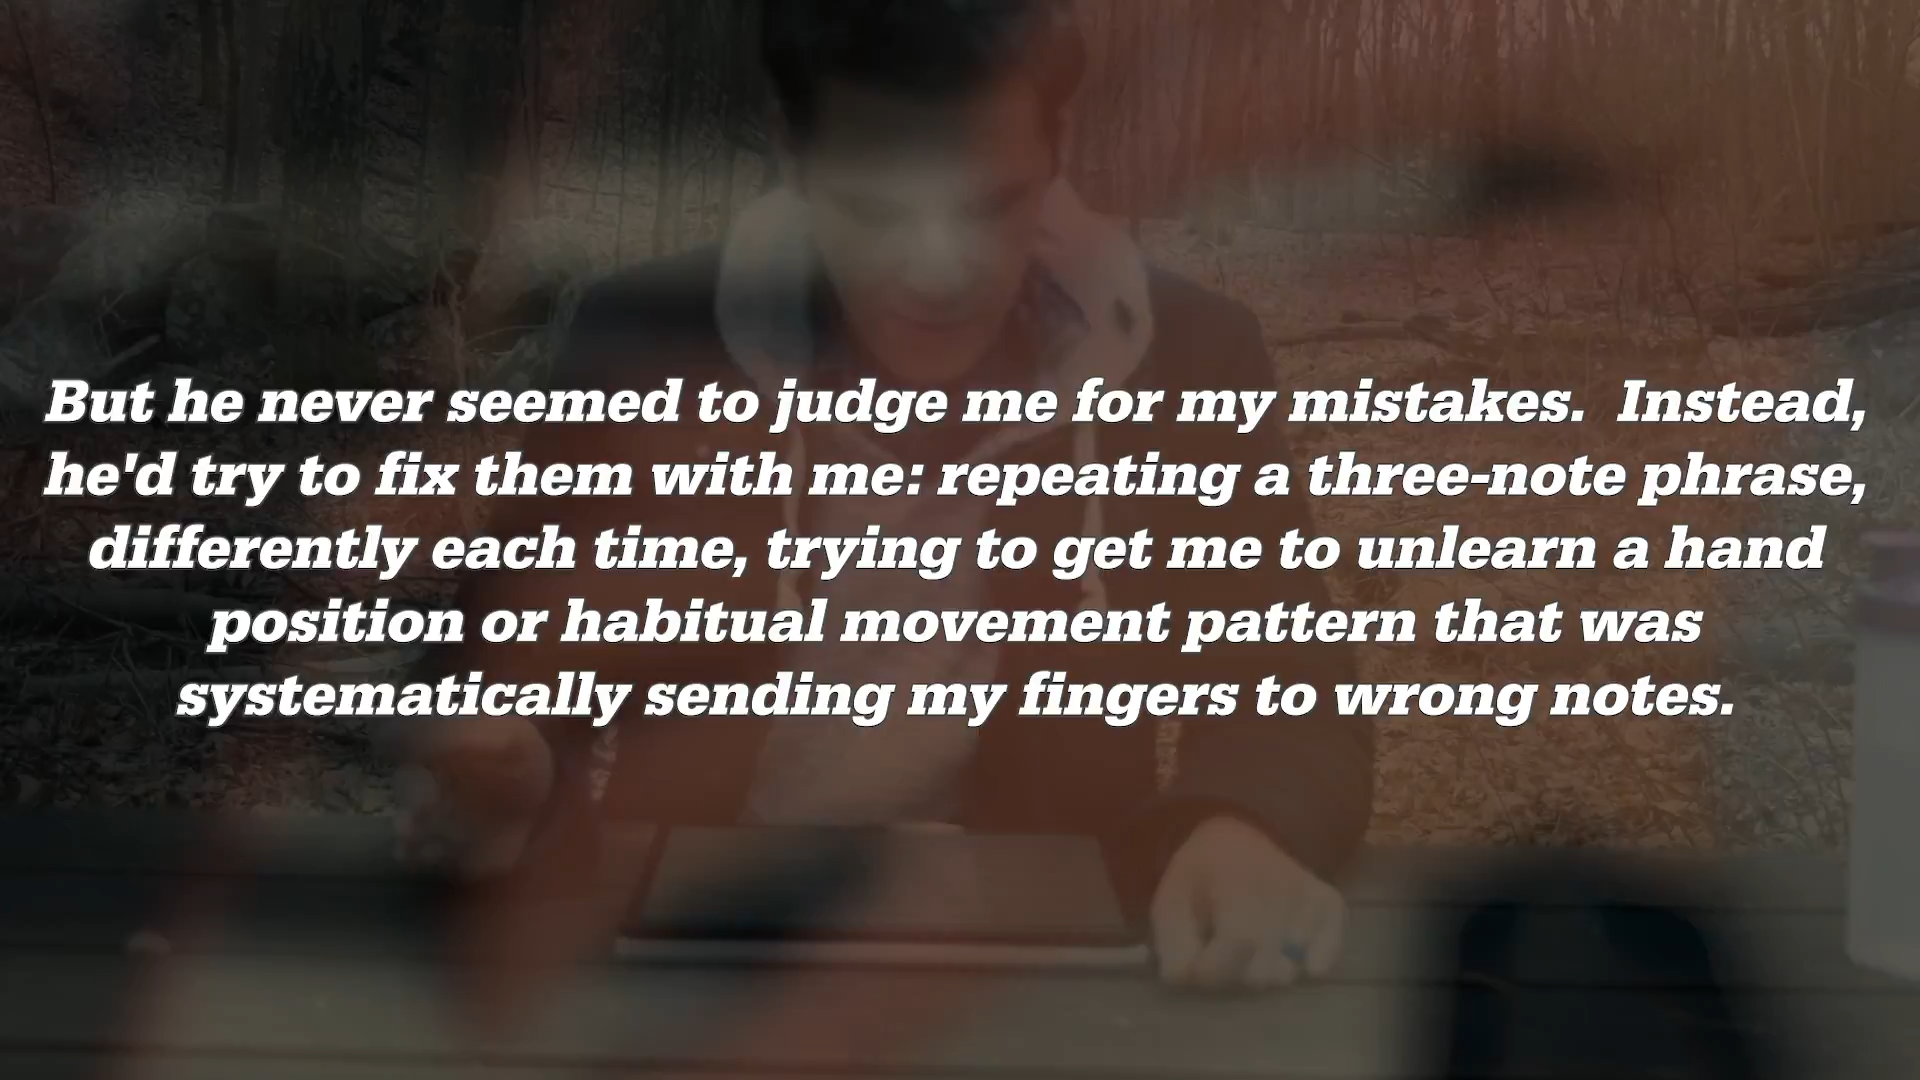 But he never seemed to judge me for my mistakes.  Instead,
he'd try to fix them with me: repeating a three-note phrase,
differently each time, trying to get me to unlearn a hand
position or habitual movement pattern that was
systematically sending my fingers to wrong notes.